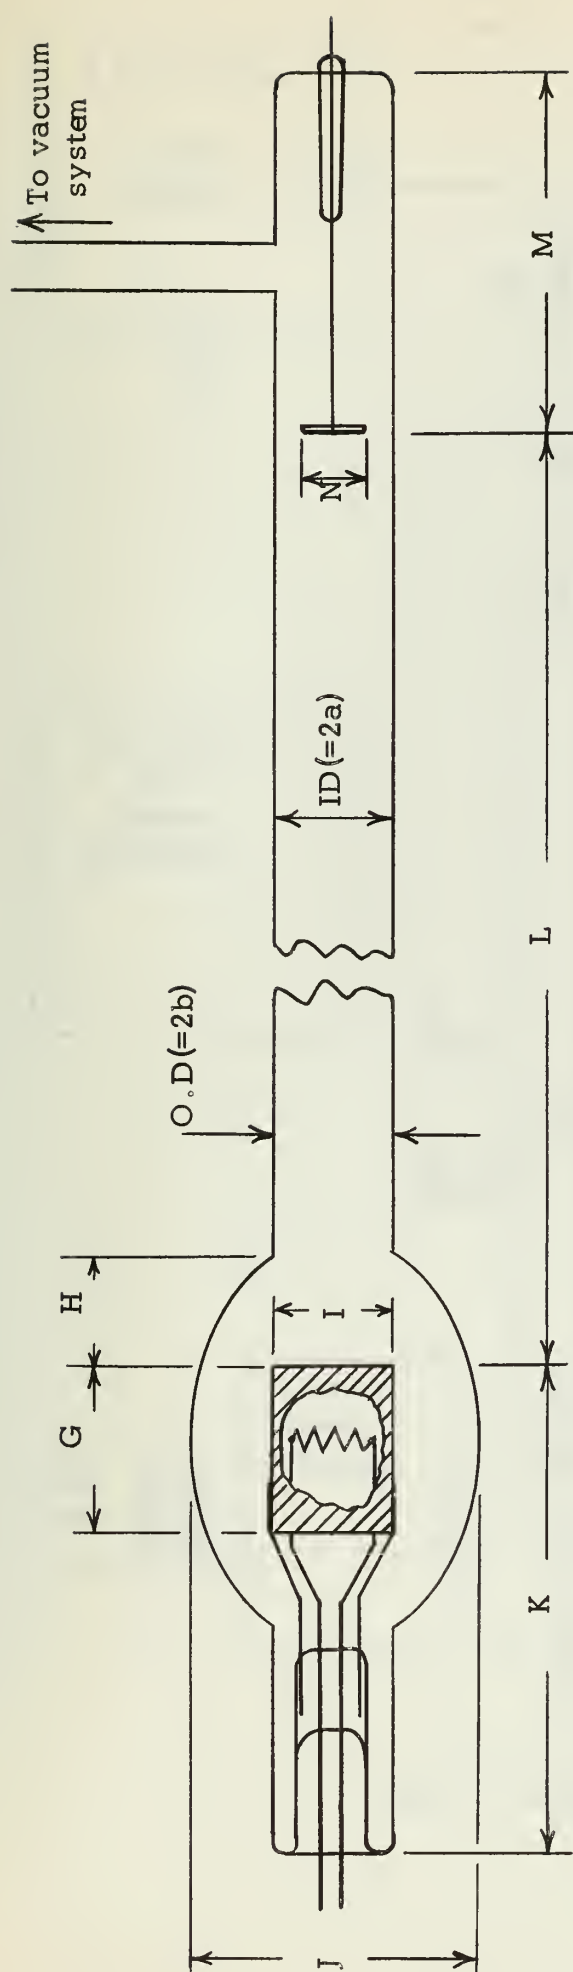 To vacuum
system
M
N
ID(=2a)
L
O.D(=2b)
H
I
G
K
J